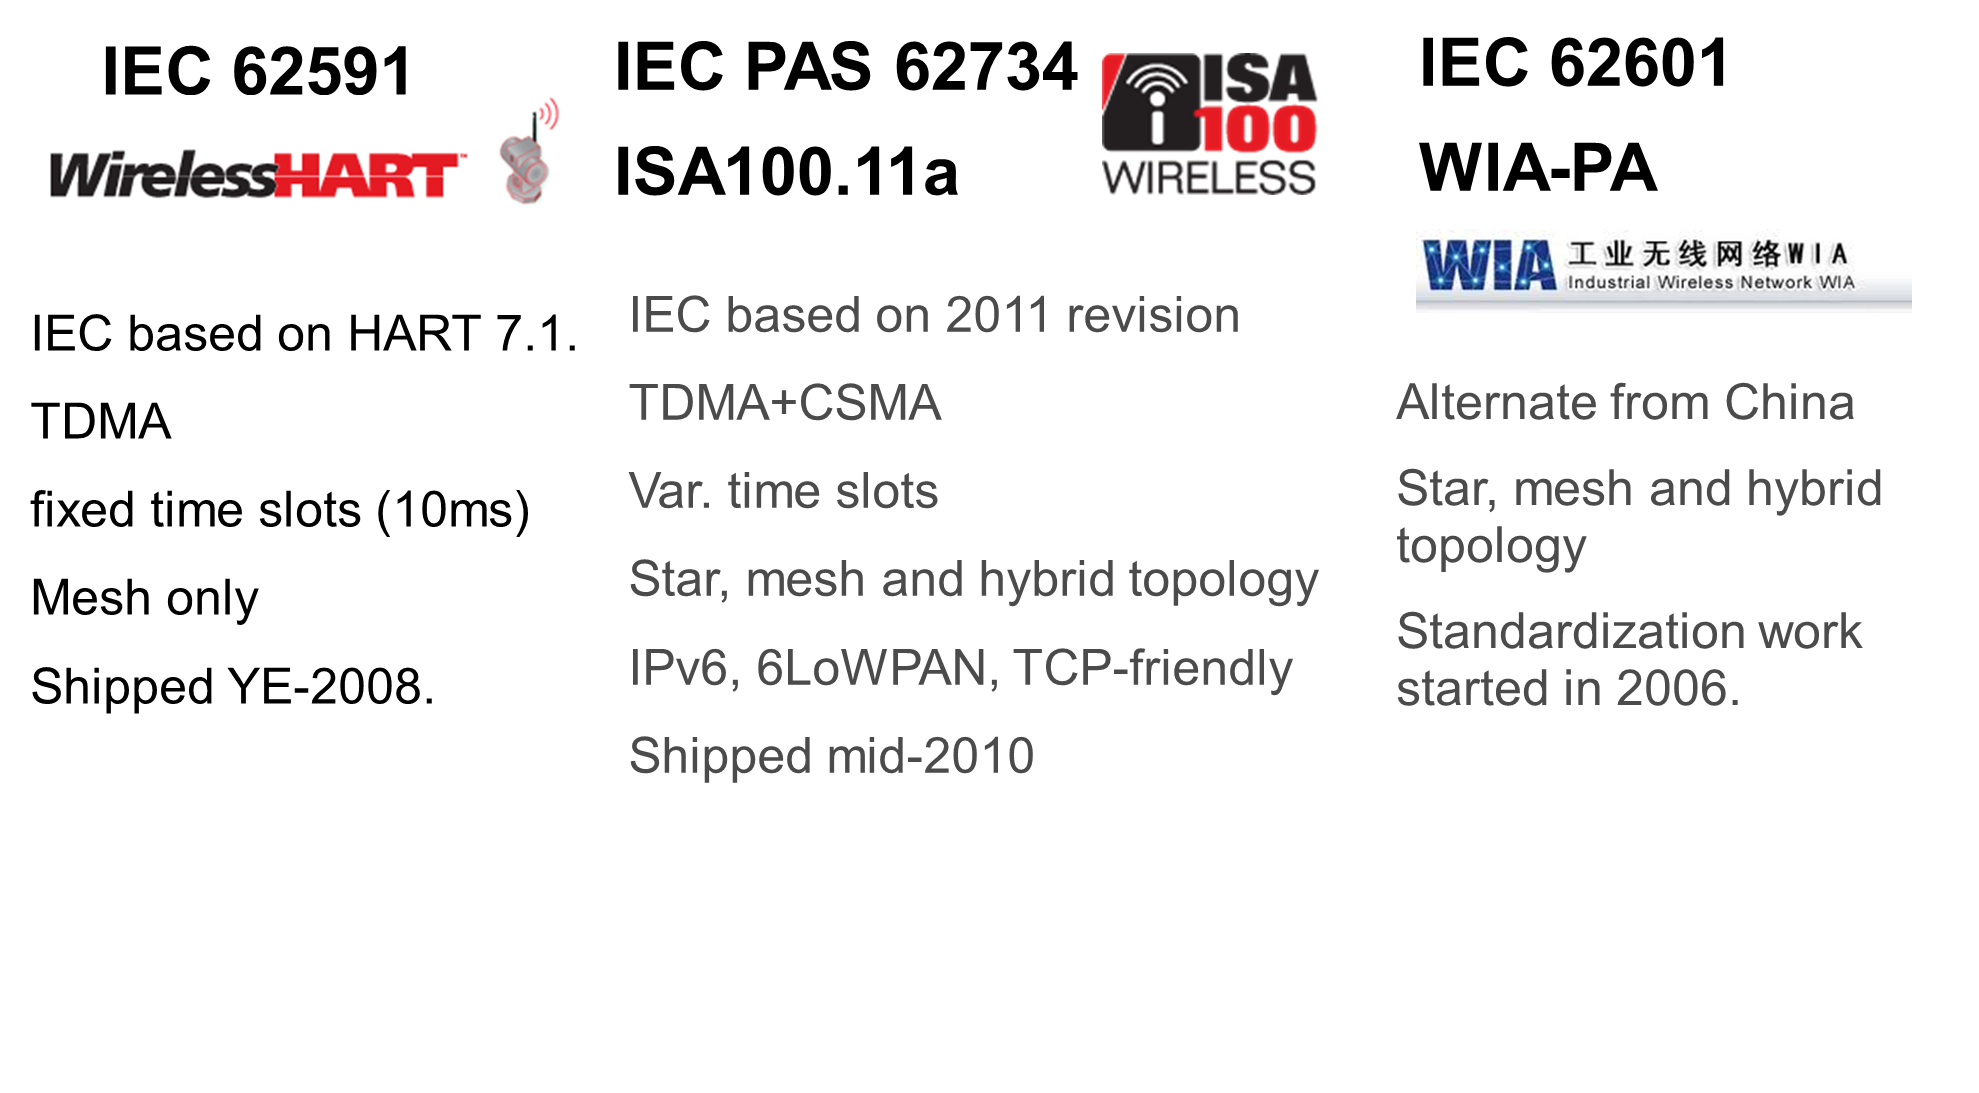 IEC 62591
WirelessHART™
IEC based on HART 7.1.
TDMA
fixed time slots (10ms)
Mesh only
Shipped YE-2008.
IEC PAS 62734
ISA100.11a
ISA
100
WIRELESS
IEC based on 2011 revision
TDMA+CSMA
Var. time slots
Star, mesh and hybrid topology
IPv6, 6LoWPAN, TCP-friendly
Shipped mid-2010
IEC 62601
WIA-PA
WIA 工业无线网络WIA
Industrial Wireless Network WIA
Alternate from China
Star, mesh and hybrid
topology
Standardization work
started in 2006.